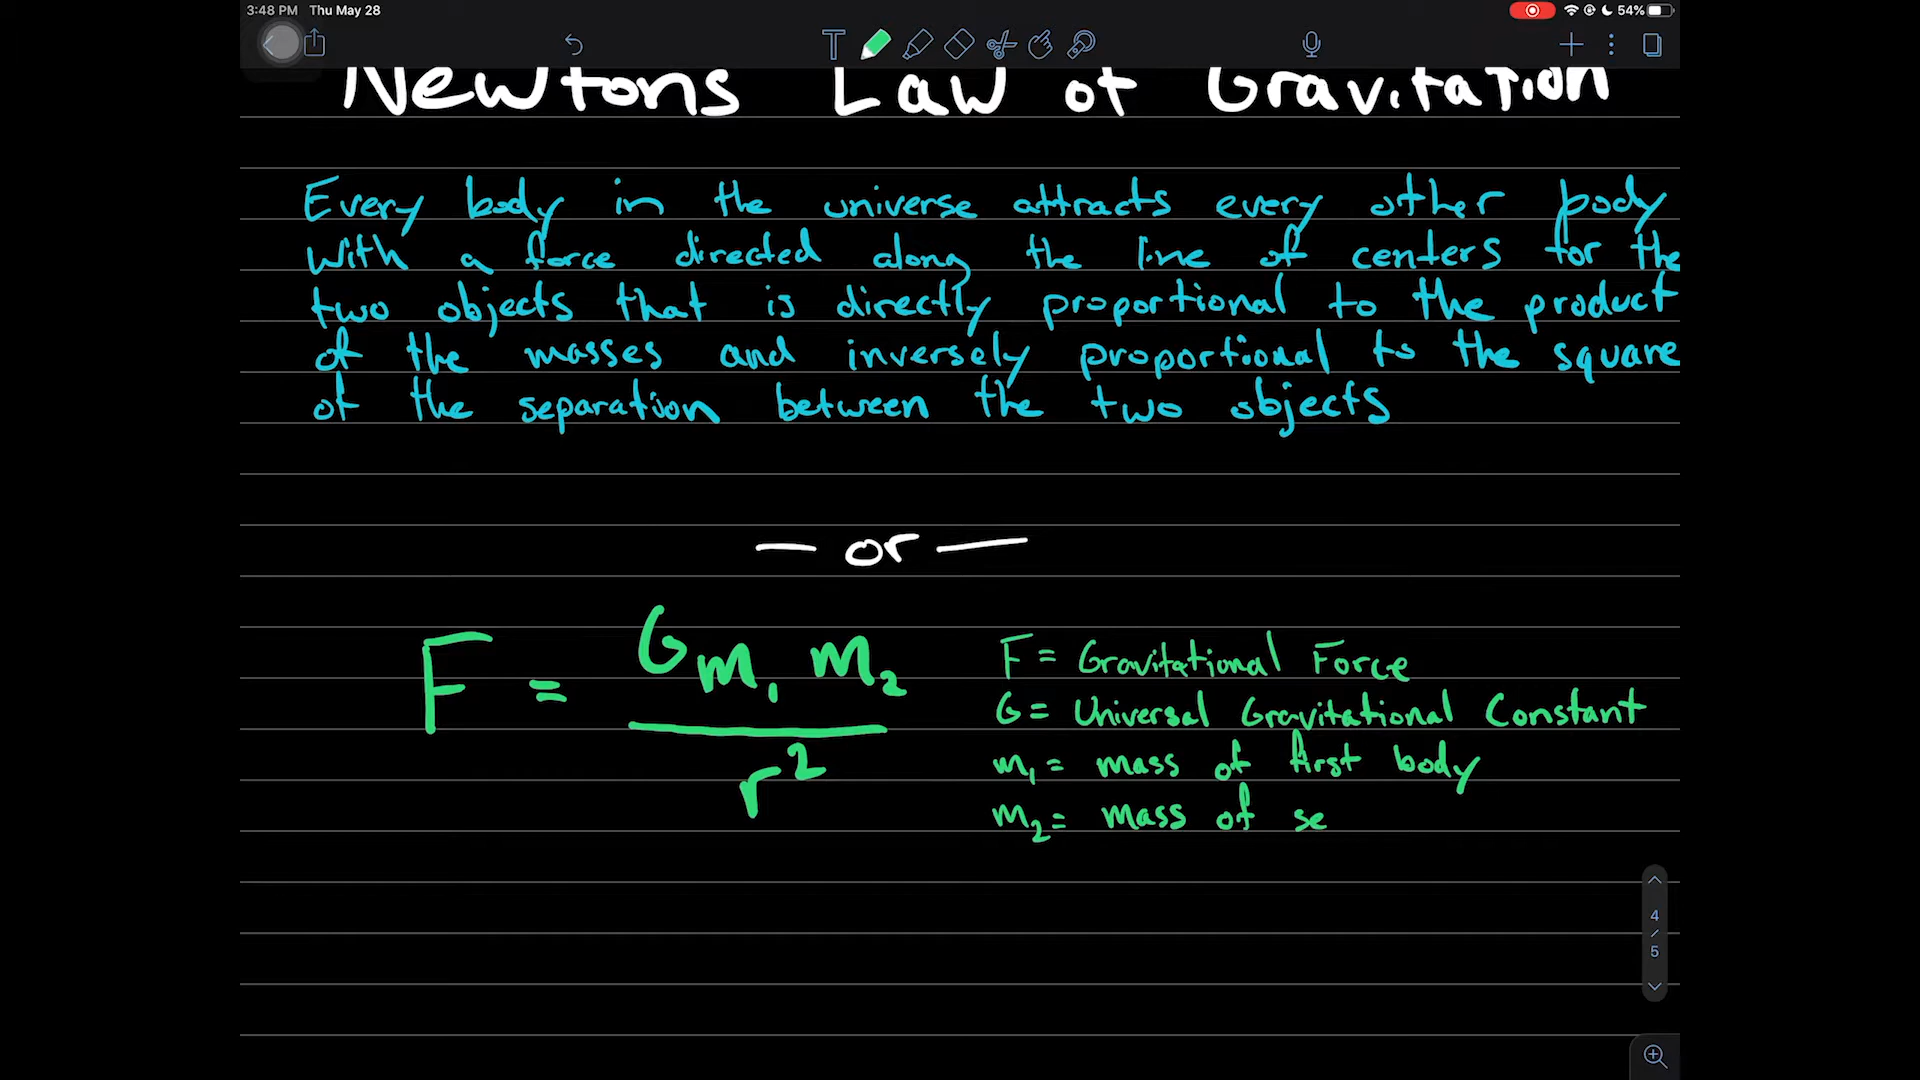 3:48 PM Thu May 28
54%
Newtons Law of Gravitation
Every body in the universe attracts every other body
with a force directed along the line of centers for the
two objects that is directly proportional to the product
of the masses and inversely proportional to the square
of the separation between the two objects
— or —
F = Gm₁ m₂ / r²
F = Gravitational Force
G = Universal Gravitational Constant
m₁ = mass of first body
m₂ = mass of se
4
/
5